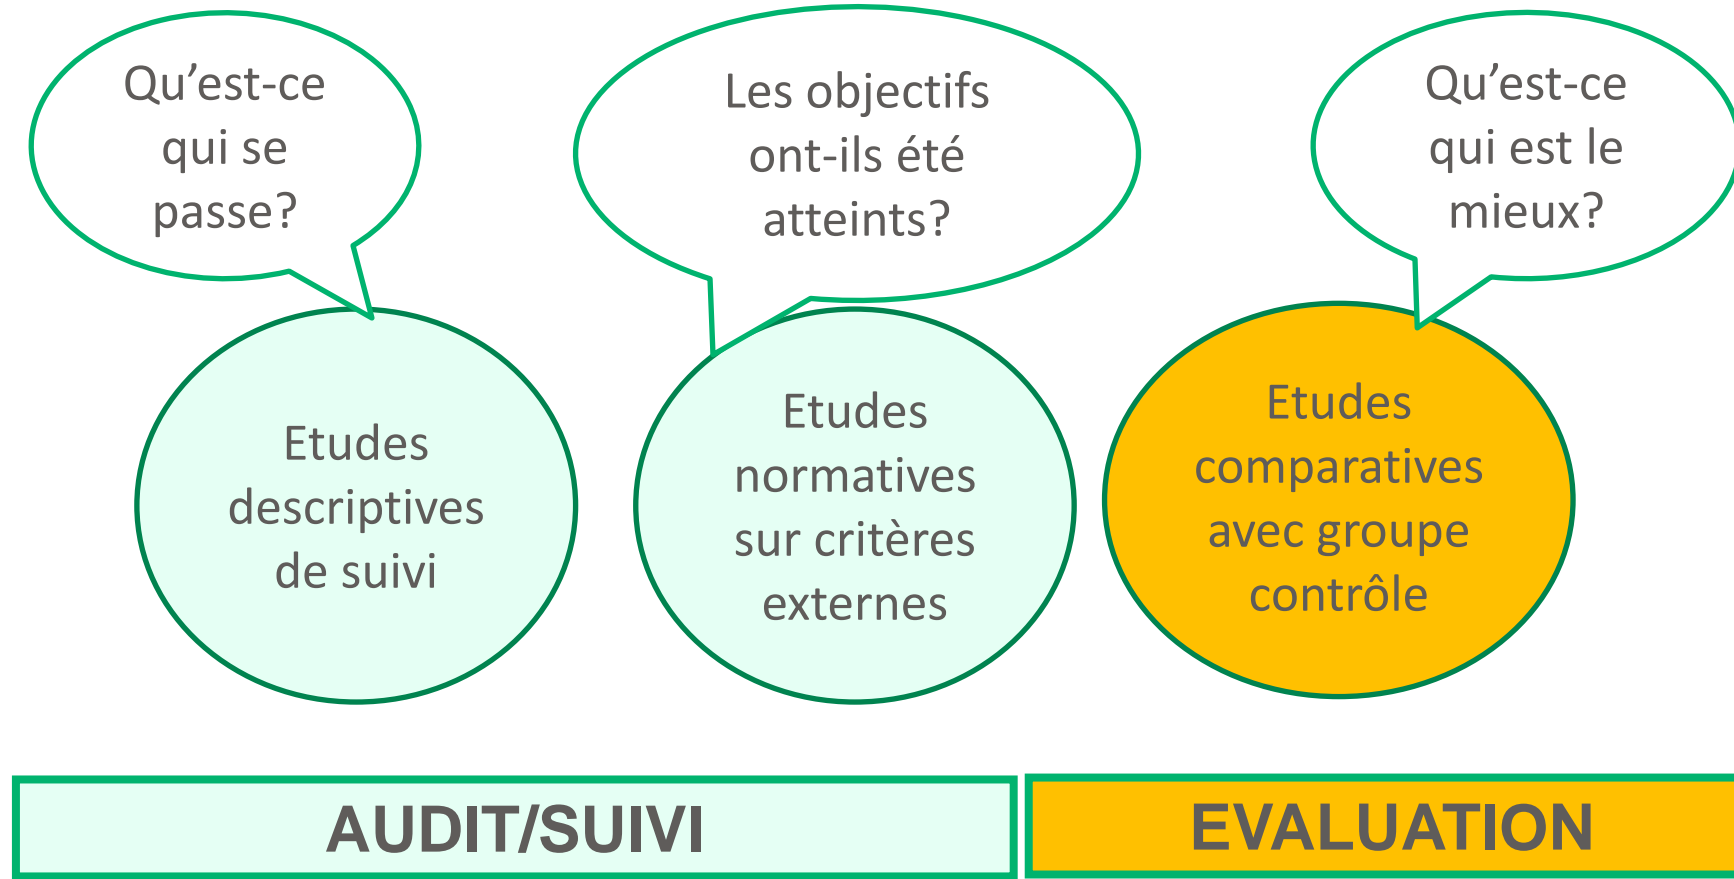 Qu’est-ce
qui se
passe?
Les objectifs
ont-ils été
atteints?
Qu’est-ce
qui est le
mieux?
Etudes
descriptives
de suivi
Etudes
normatives
sur critères
externes
Etudes
comparatives
avec groupe
contrôle
AUDIT/SUIVI
EVALUATION